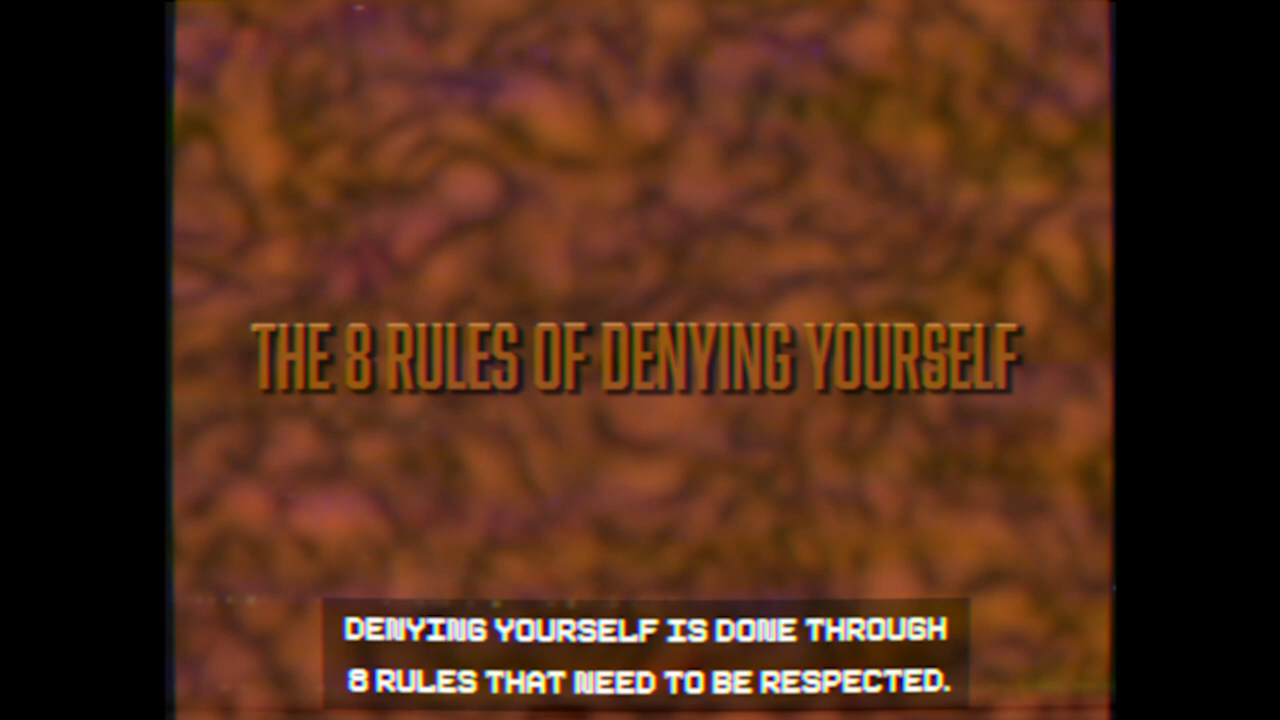 THE 8 RULES OF DENYING YOURSELF
DENYING YOURSELF IS DONE THROUGH
8 RULES THAT NEED TO BE RESPECTED.